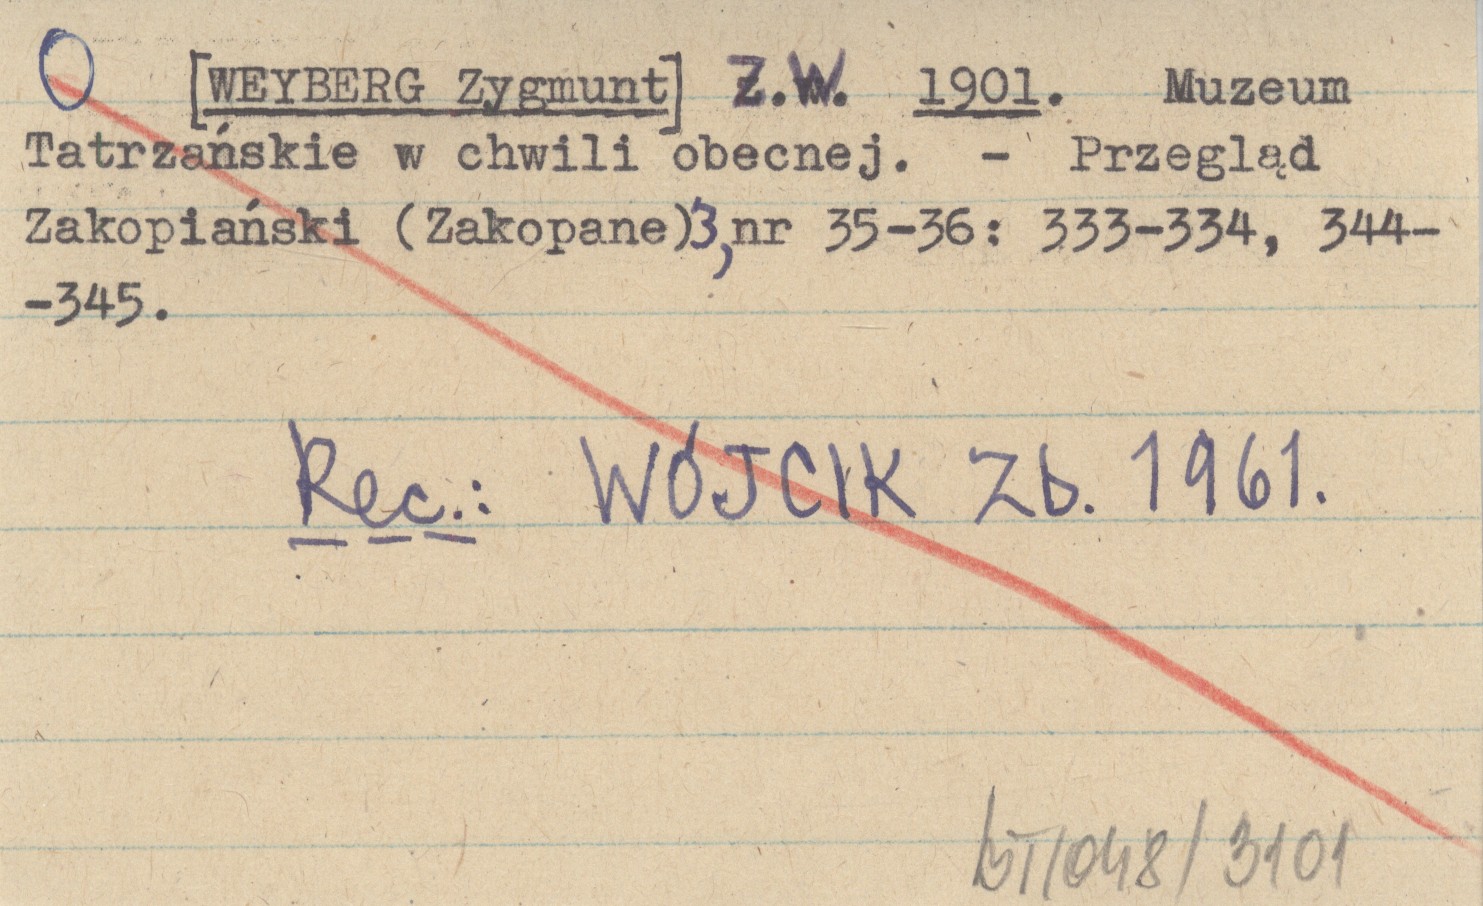 [WEYBERG Zygmunt] Z.W. 1901. Muzeum
Tatrzańskie w chwili obecnej. - Przegląd
Zakopiański (Zakopane)3,nr 35-36: 333-334, 344-
-345.
Rec.: WÓJCIK Zb. 1961.
BT/048/3101